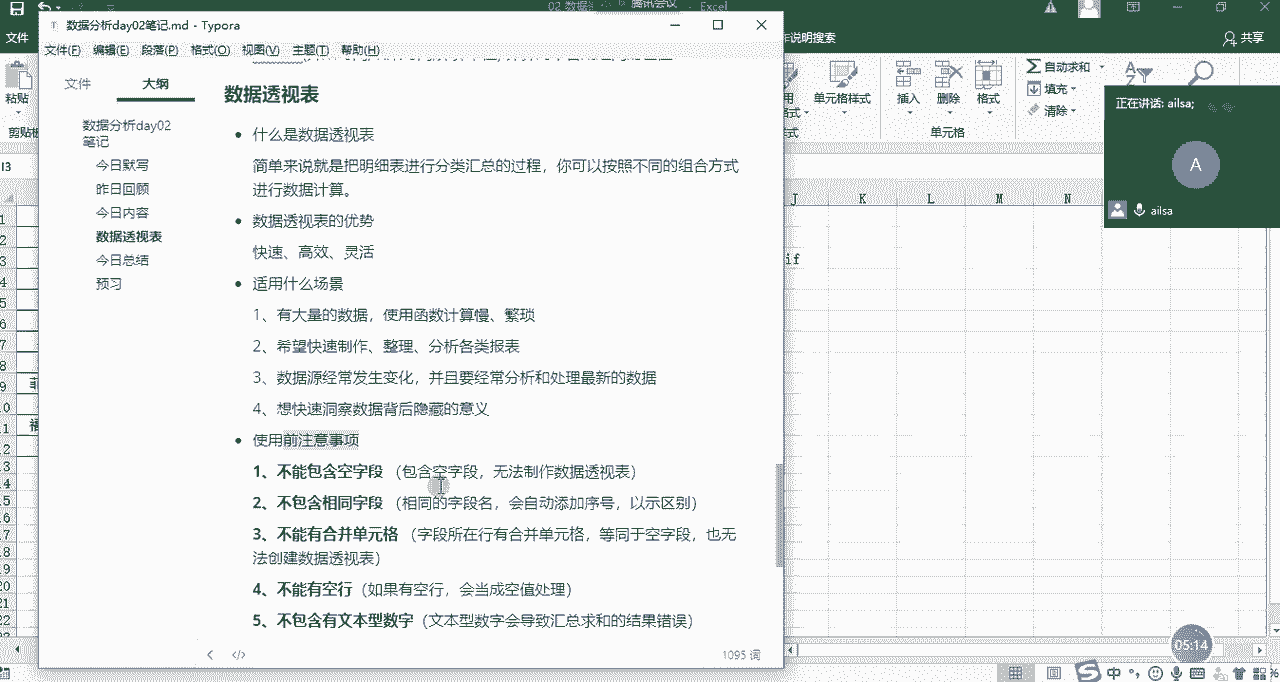 02 数据分 腾讯会议 - Excel
文件
作说明搜索
共享
粘贴
剪贴板
单元格样式
插入
删除
格式
单元格
自动求和
填充
清除
数据分析day02笔记.md - Typora
文件(F) 编辑(E) 段落(P) 格式(O) 视图(V) 主题(T) 帮助(H)
文件 大纲
数据分析day02
笔记
今日默写
昨日回顾
今日内容
数据透视表
今日总结
预习
数据透视表
什么是数据透视表
简单来说就是把明细表进行分类汇总的过程，你可以按照不同的组合方式
进行数据计算。
数据透视表的优势
快速、高效、灵活
适用什么场景
1、有大量的数据，使用函数计算慢、繁琐
2、希望快速制作、整理、分析各类报表
3、数据源经常发生变化，并且要经常分析和处理最新的数据
4、想快速洞察数据背后隐藏的意义
使用前注意事项
1、不能包含空字段（包含空字段，无法制作数据透视表）
2、不包含相同字段（相同的字段名，会自动添加序号，以示区别）
3、不能有合并单元格（字段所在行有合并单元格，等同于空字段，也无
法创建数据透视表）
4、不能有空行（如果有空行，会当成空值处理）
5、不包含有文本型数字（文本型数字会导致汇总求和的结果错误）
1095 词
正在讲话: ailsa;
A
ailsa
I3
J K L M N
if
05:14
中